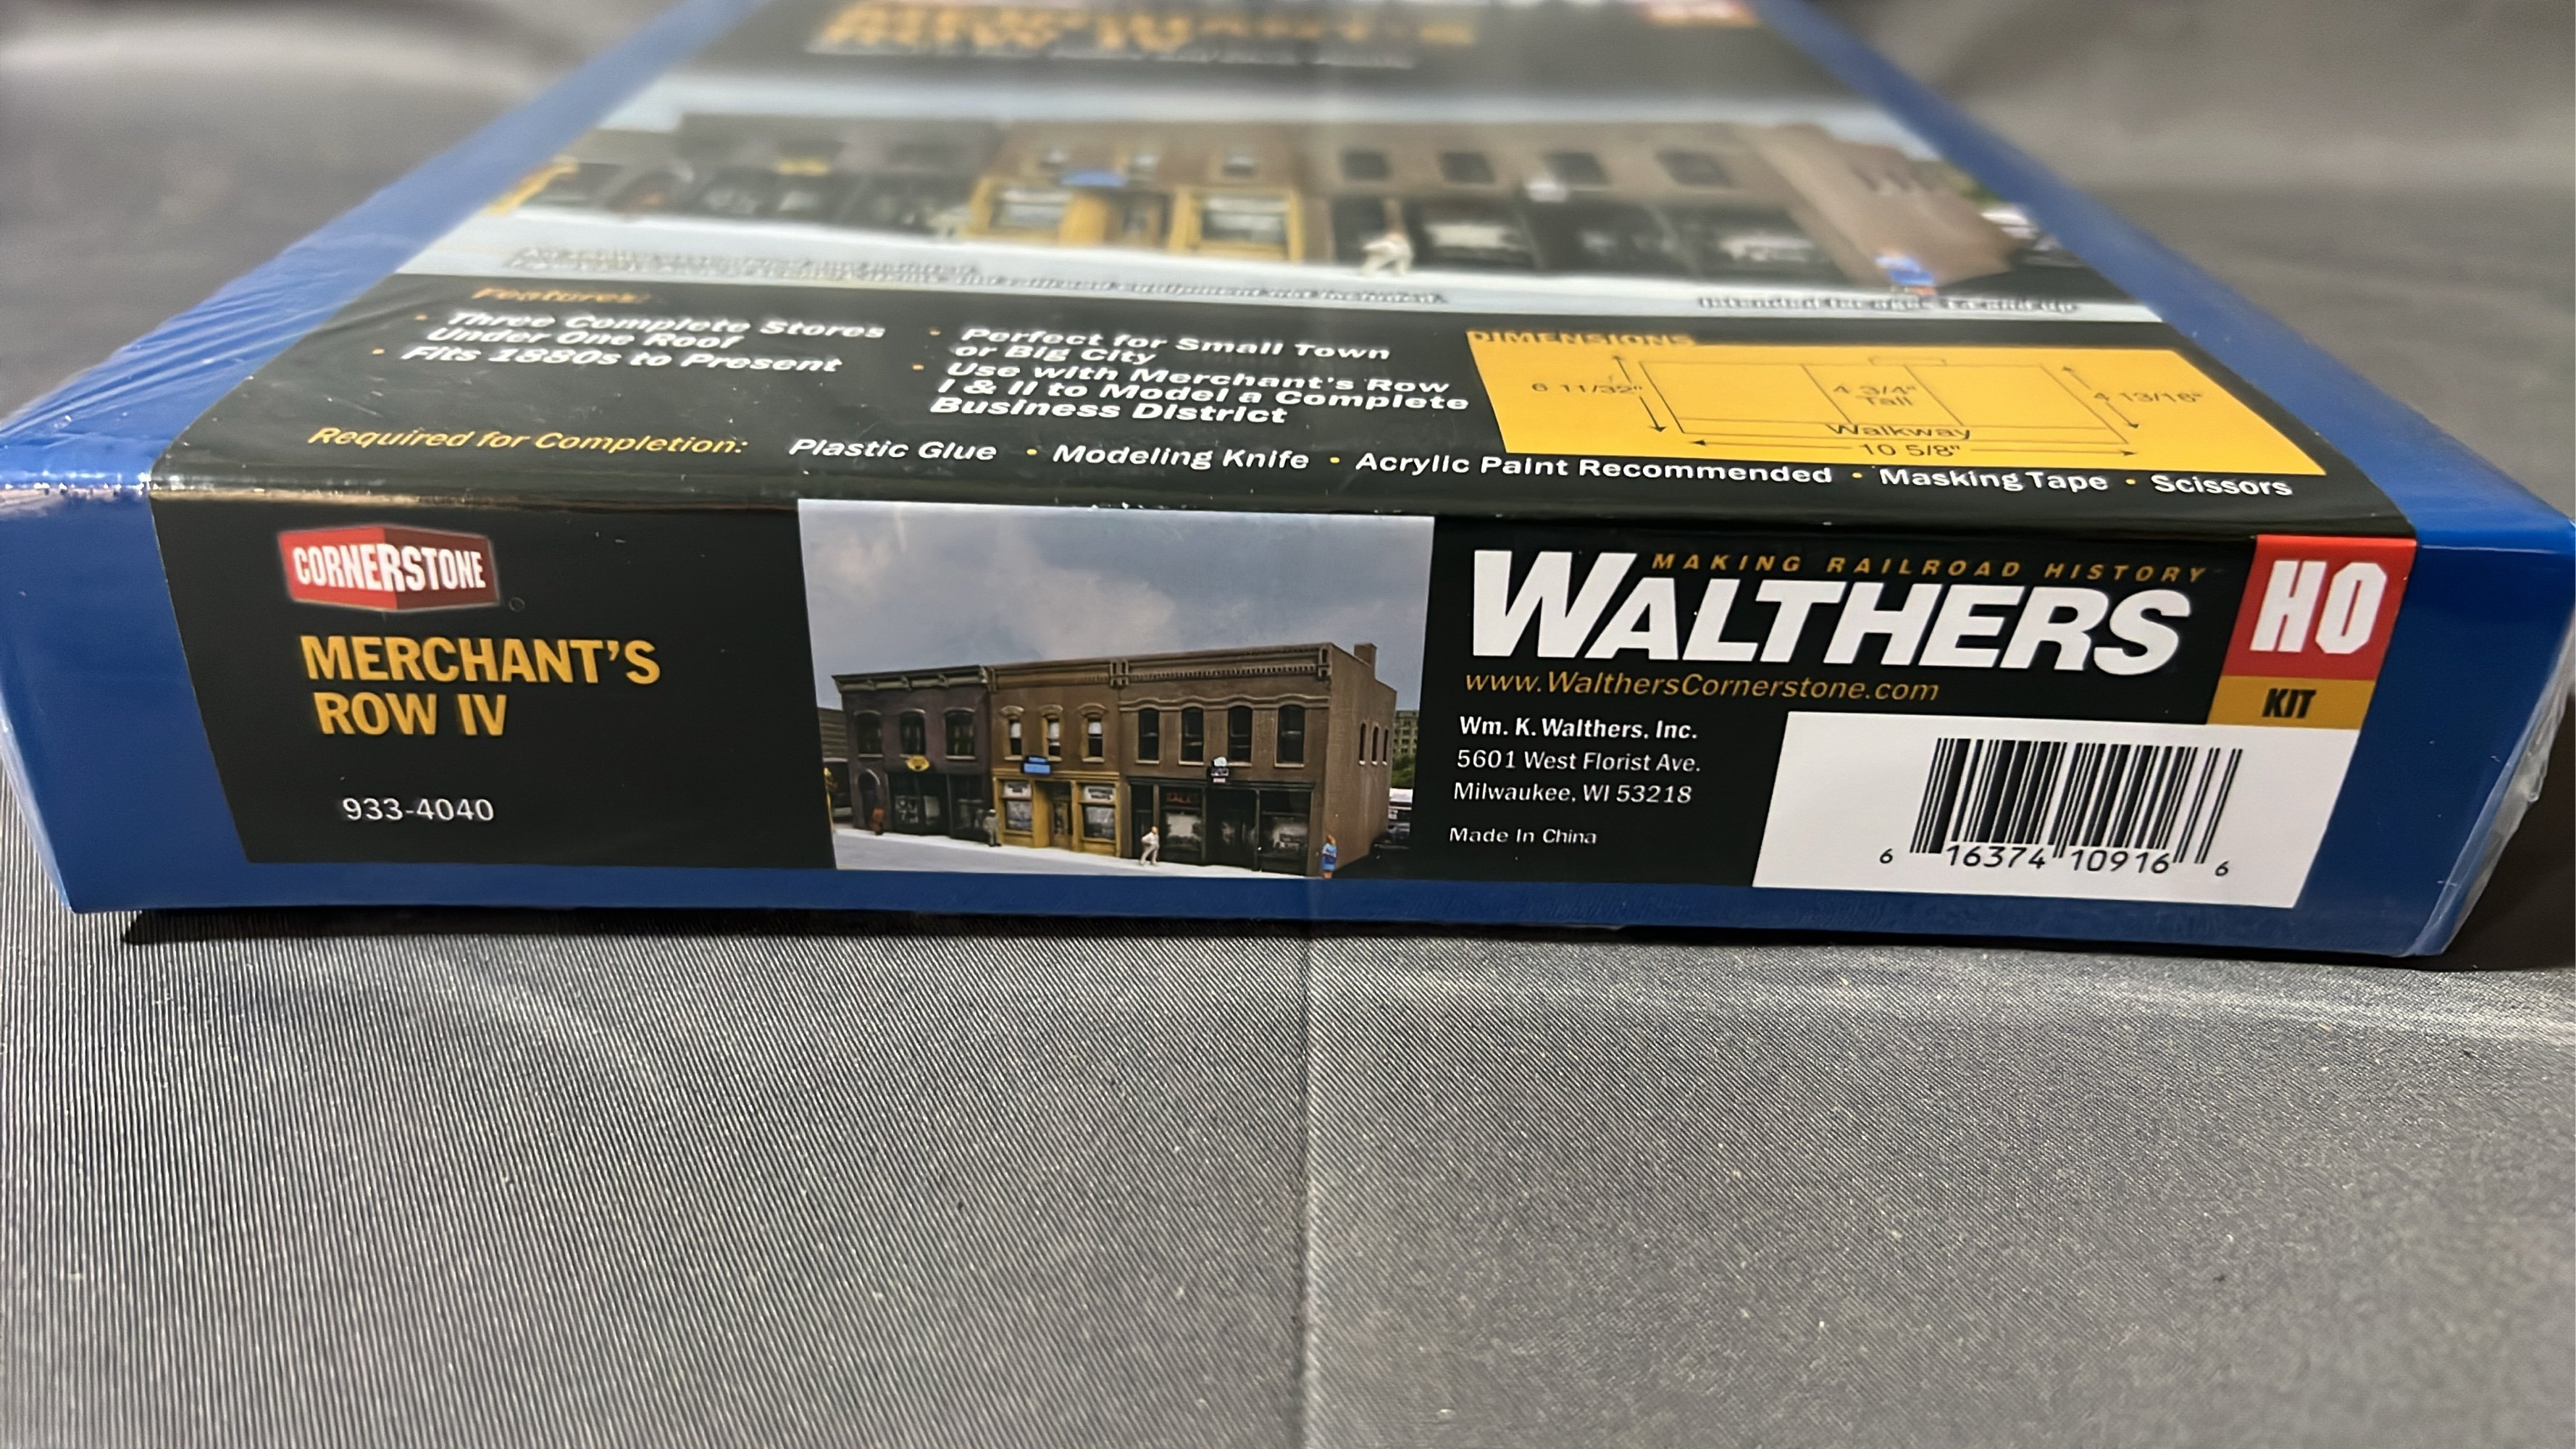 MERCHANT'S
ROW IV
Features:
• Three Complete Stores
Under One Roof
• Fits 1880s to Present
• Perfect for Small Town
or Big City
• Use with Merchant's Row
I & II to Model a Complete
Business District
DIMENSIONS
6 11/32"
4 3/4"
Tall
4 13/16"
Walkway
10 5/8"
Required for Completion: Plastic Glue • Modeling Knife • Acrylic Paint Recommended • Masking Tape • Scissors
CORNERSTONE
MERCHANT'S
ROW IV
933-4040
MAKING RAILROAD HISTORY
WALTHERS
www.WalthersCornerstone.com
HO
KIT
Wm. K. Walthers, Inc.
5601 West Florist Ave.
Milwaukee, WI 53218
Made In China
6 16374 10916 6